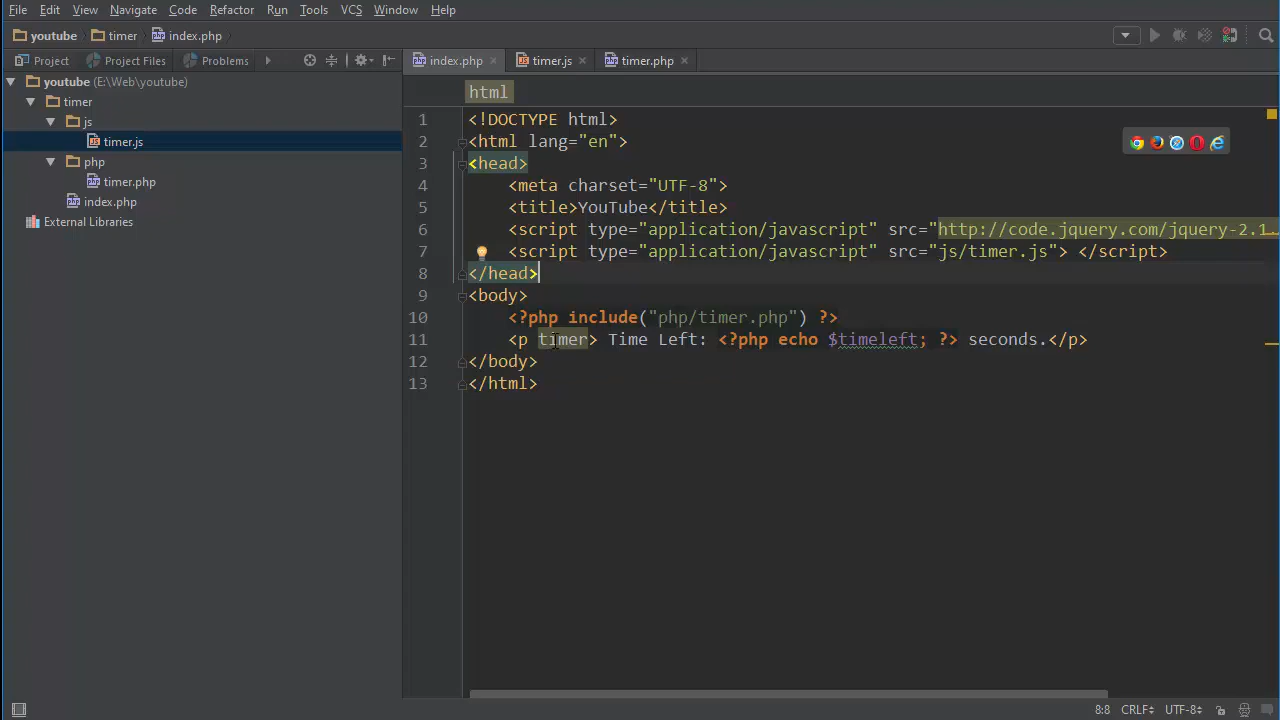 File Edit View Navigate Code Refactor Run Tools VCS Window Help
youtube timer index.php
Project Project Files Problems
index.php timer.js timer.php
youtube (E:\Web\youtube)
timer
js
timer.js
php
timer.php
index.php
External Libraries
html
1 <!DOCTYPE html>
2 <html lang="en">
3 <head>
4 <meta charset="UTF-8">
5 <title>YouTube</title>
6 <script type="application/javascript" src="http://code.jquery.com/jquery-2.1
7 <script type="application/javascript" src="js/timer.js"> </script>
8 </head>
9 <body>
10 <?php include("php/timer.php") ?>
11 <p timer> Time Left: <?php echo $timeleft; ?> seconds.</p>
12 </body>
13 </html>
8:8 CRLF UTF-8